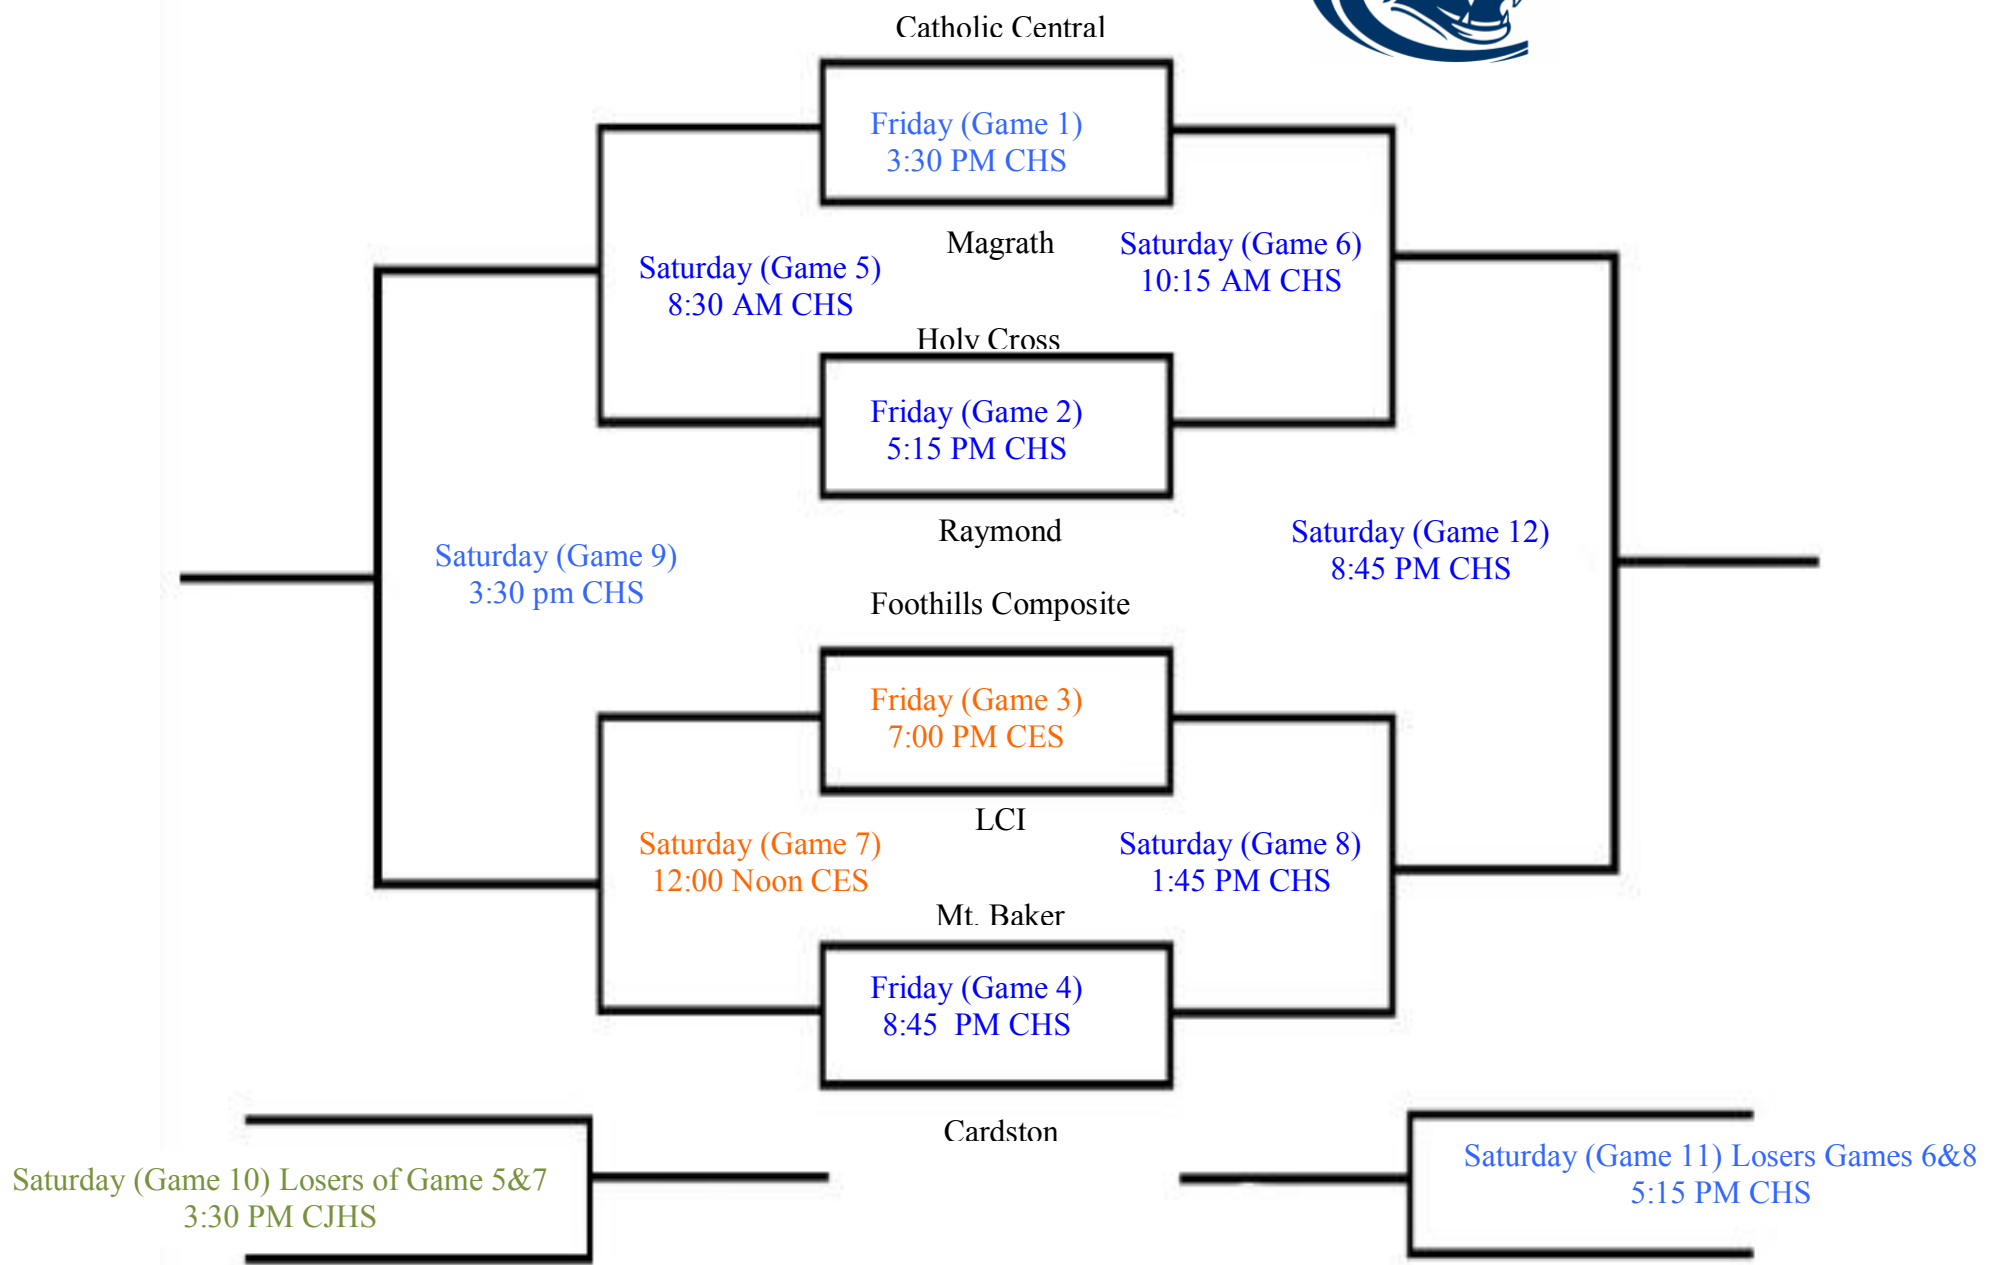 Catholic Central
Friday (Game 1)
3:30 PM CHS
Magrath
Saturday (Game 5)
8:30 AM CHS
Saturday (Game 6)
10:15 AM CHS
Holy Cross
Friday (Game 2)
5:15 PM CHS
Raymond
Saturday (Game 9)
3:30 pm CHS
Saturday (Game 12)
8:45 PM CHS
Foothills Composite
Friday (Game 3)
7:00 PM CES
LCI
Saturday (Game 7)
12:00 Noon CES
Saturday (Game 8)
1:45 PM CHS
Mt. Baker
Friday (Game 4)
8:45  PM CHS
Cardston
Saturday (Game 10) Losers of Game 5&7
3:30 PM CJHS
Saturday (Game 11) Losers Games 6&8
5:15 PM CHS